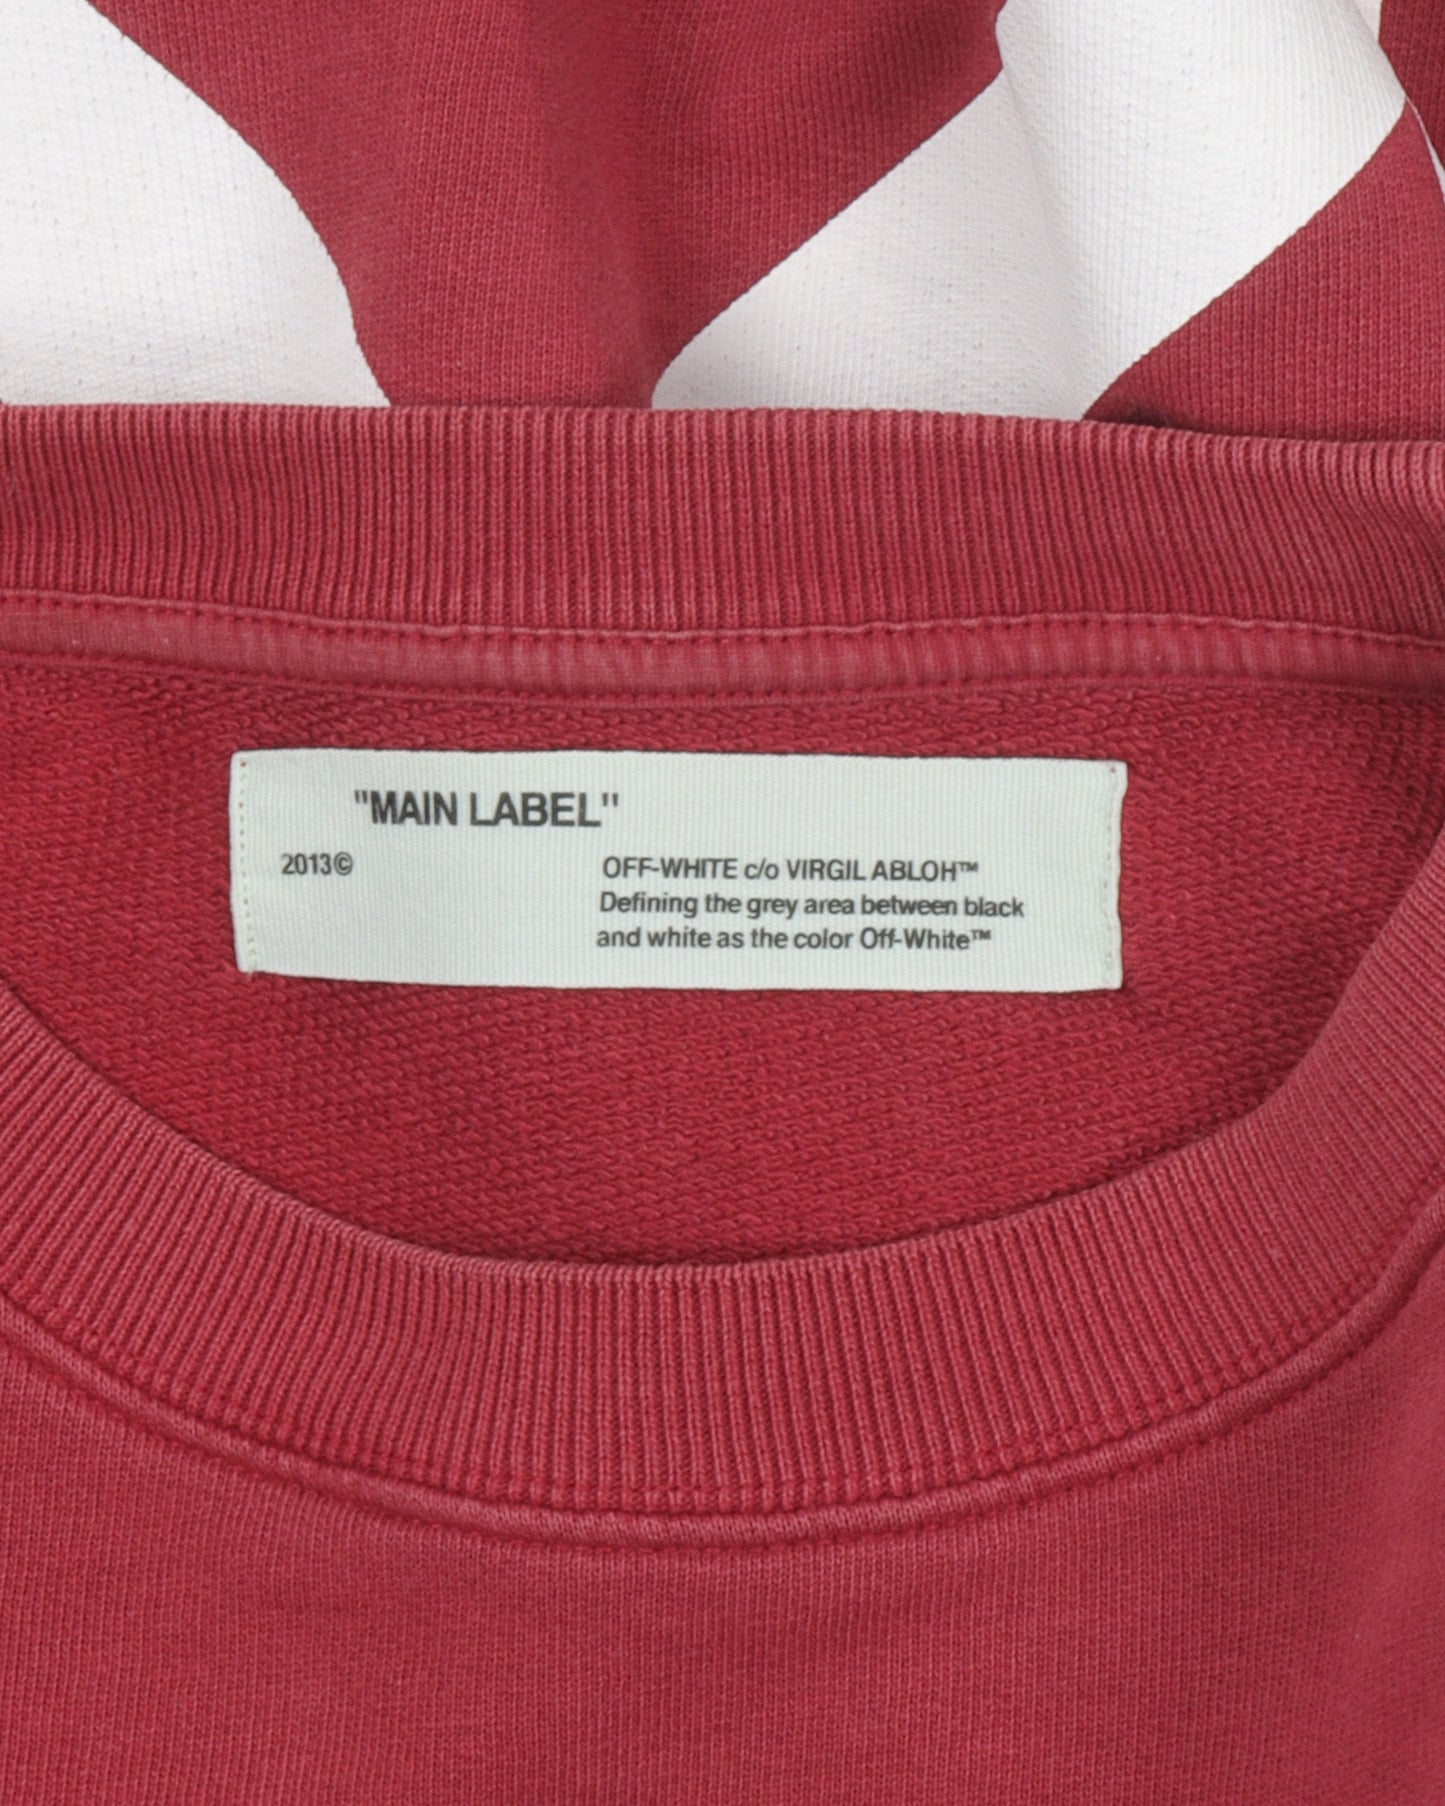 "MAIN LABEL"
2013©
OFF-WHITE c/o VIRGIL ABLOH™
Defining the grey area between black
and white as the color Off-White™